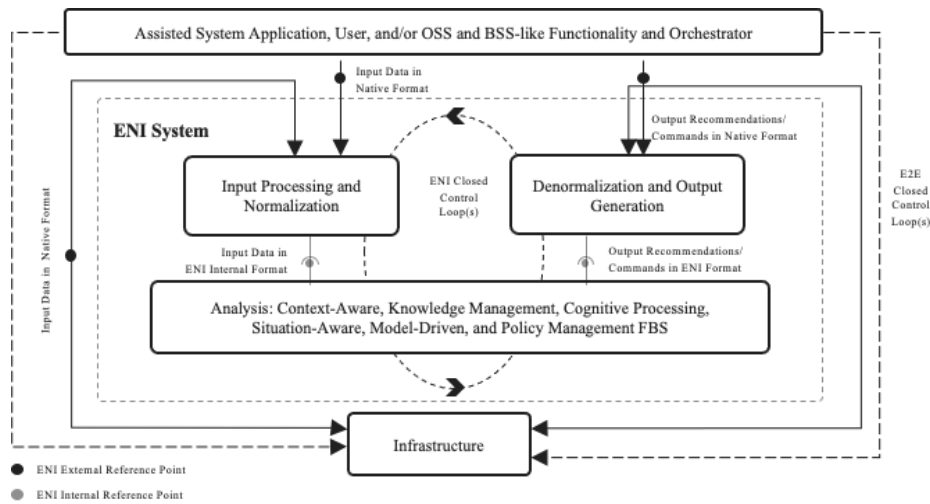 Assisted System Application, User, and/or OSS and BSS-like Functionality and Orchestrator
Input Data in
Native Format
ENI System
Output Recommendations/
Commands in Native Format
Input Processing and
Normalization
ENI Closed
Control
Loop(s)
Denormalization and Output
Generation
E2E
Closed
Control
Loop(s)
Input Data in Native Format
Input Data in
ENI Internal Format
Output Recommendations/
Commands in ENI Format
Analysis: Context-Aware, Knowledge Management, Cognitive Processing,
Situation-Aware, Model-Driven, and Policy Management FBS
Infrastructure
ENI External Reference Point
ENI Internal Reference Point